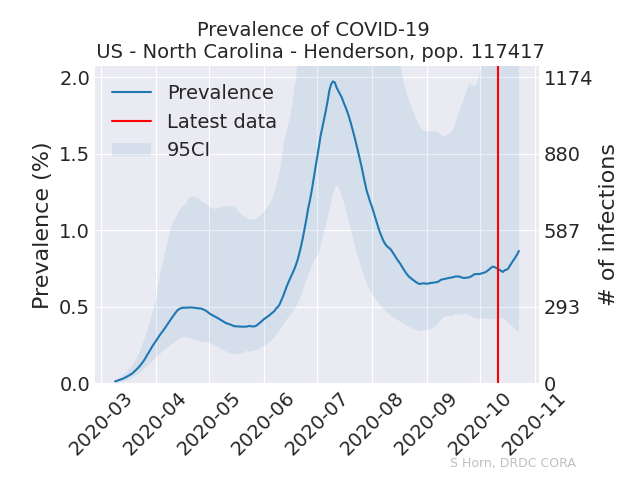 Prevalence of COVID-19
US - North Carolina - Henderson, pop. 117417
Prevalence
Latest data
95CI
Prevalence (%)
2.0
1.5
1.0
0.5
0.0
1174
880
587
293
0
# of infections
2020-03
2020-04
2020-05
2020-06
2020-07
2020-08
2020-09
2020-10
2020-11
S Horn, DRDC CORA